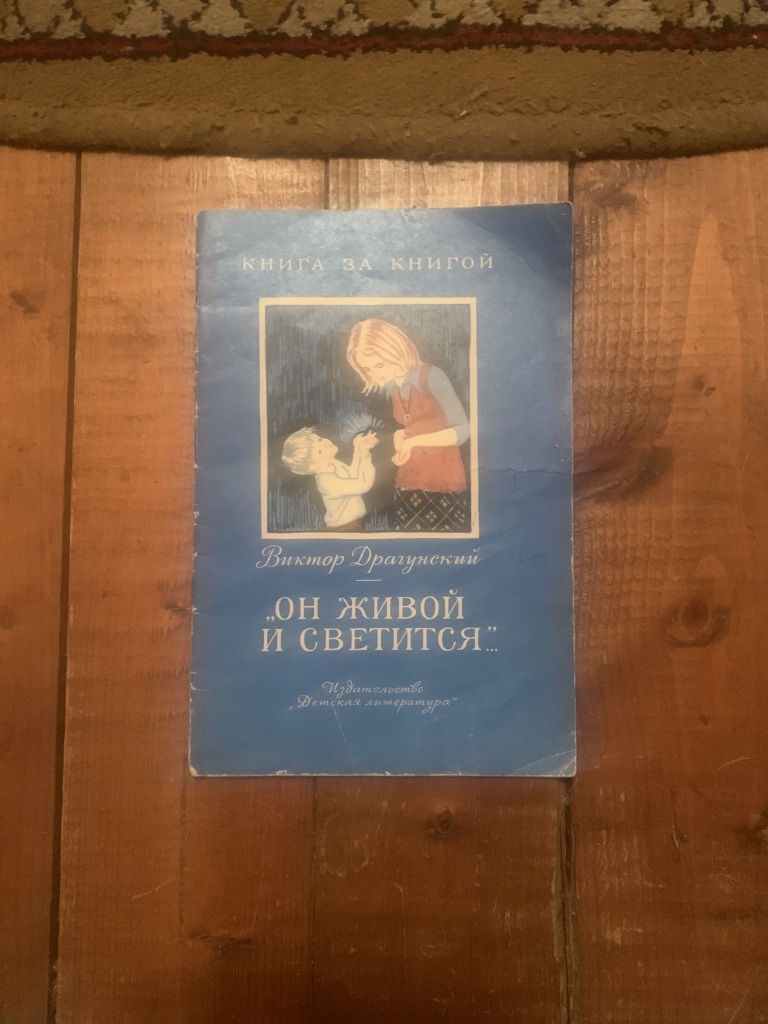 КНИГА ЗА КНИГОЙ
Виктор Драгунский
„ОН ЖИВОЙ
И СВЕТИТСЯ”...
Издательство
„Детская литература”